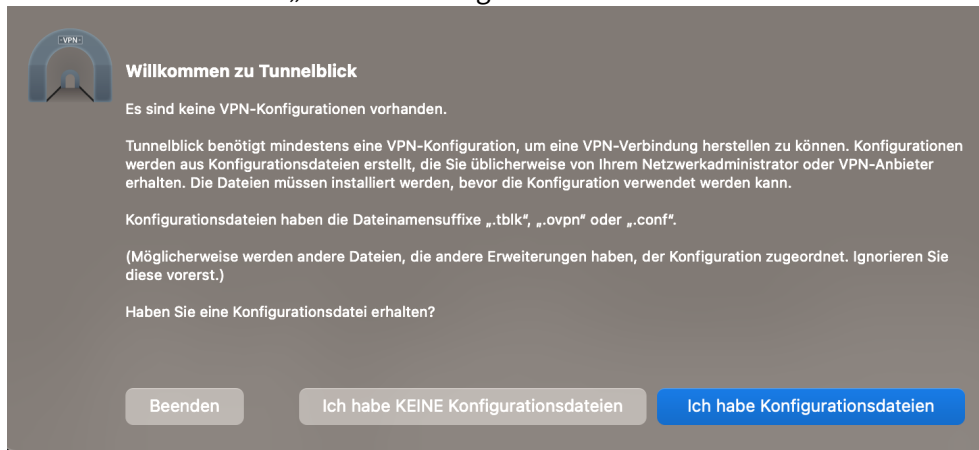 -VPN-
Willkommen zu Tunnelblick
Es sind keine VPN-Konfigurationen vorhanden.
Tunnelblick benötigt mindestens eine VPN-Konfiguration, um eine VPN-Verbindung herstellen zu können. Konfigurationen
werden aus Konfigurationsdateien erstellt, die Sie üblicherweise von Ihrem Netzwerkadministrator oder VPN-Anbieter
erhalten. Die Dateien müssen installiert werden, bevor die Konfiguration verwendet werden kann.
Konfigurationsdateien haben die Dateinamensuffixe „.tblk“, „.ovpn“ oder „.conf“.
(Möglicherweise werden andere Dateien, die andere Erweiterungen haben, der Konfiguration zugeordnet. Ignorieren Sie
diese vorerst.)
Haben Sie eine Konfigurationsdatei erhalten?
Beenden
Ich habe KEINE Konfigurationsdateien
Ich habe Konfigurationsdateien